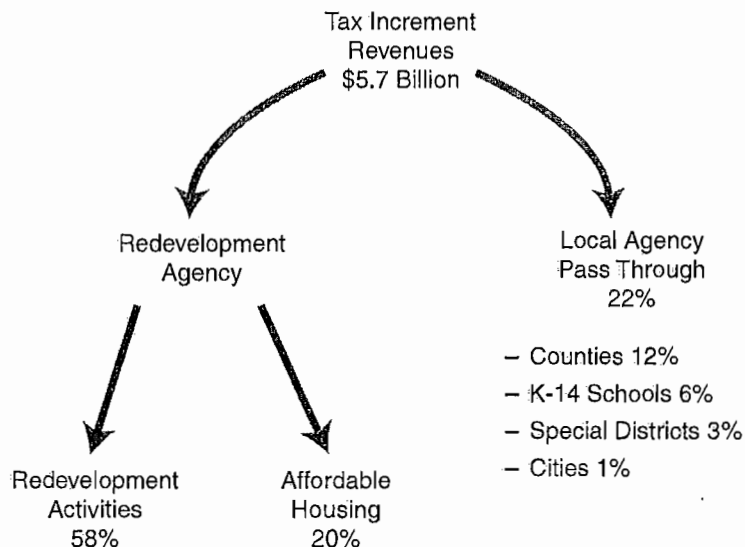 Tax Increment
Revenues
$5.7 Billion
Redevelopment
Agency
Local Agency
Pass Through
22%
– Counties 12%
– K-14 Schools 6%
– Special Districts 3%
– Cities 1%
Redevelopment
Activities
58%
Affordable
Housing
20%